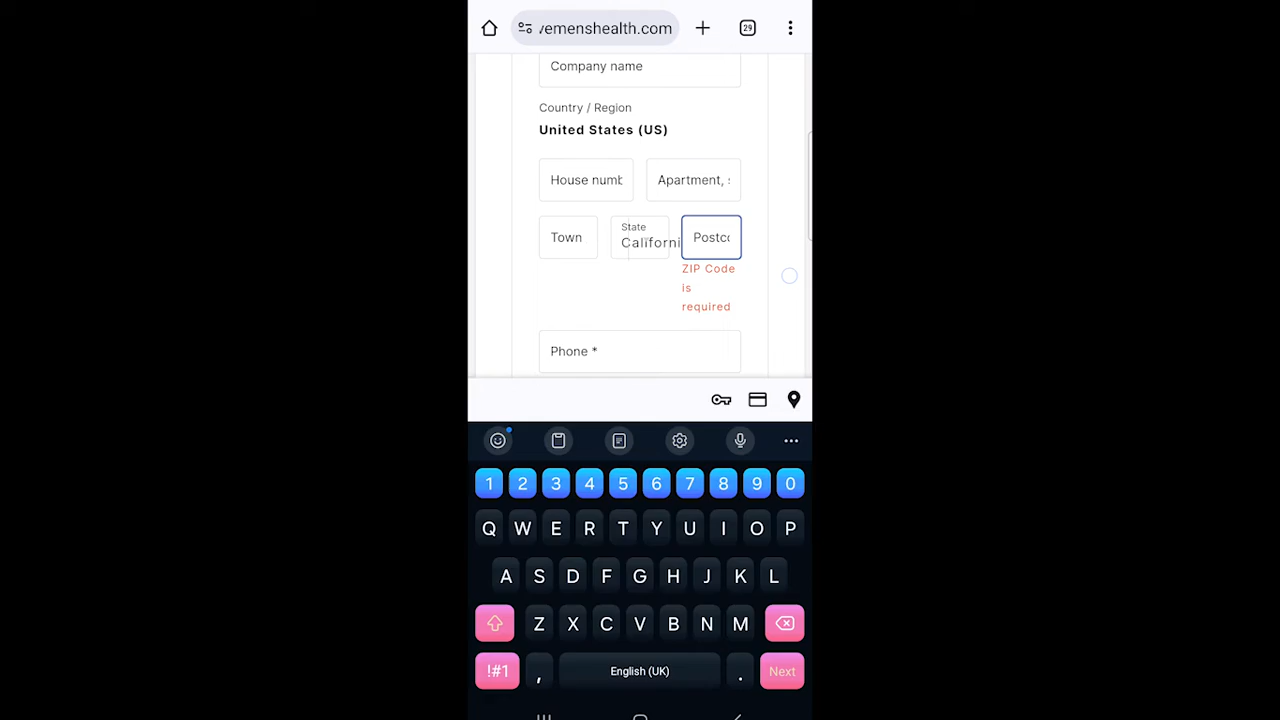 vemenshealth.com
29
Company name
Country / Region
United States (US)
House numb
Apartment, s
Town
State
Californi
Postco
ZIP Code
is
required
Phone *
1 2 3 4 5 6 7 8 9 0
Q W E R T Y U I O P
A S D F G H J K L
Z X C V B N M
!#1 , English (UK) . Next